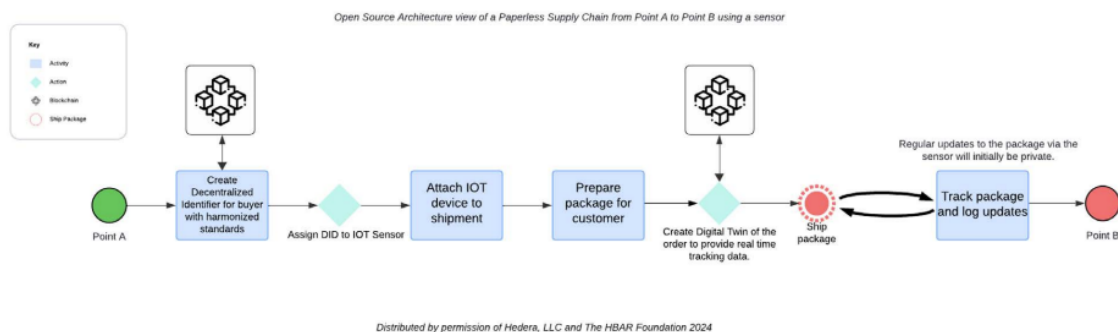 Open Source Architecture view of a Paperless Supply Chain from Point A to Point B using a sensor
Key
Activity
Action
Blockchain
Ship Package
Point A
Create
Decentralized
Identifier for buyer
with harmonized
standards
Assign DID to IOT Sensor
Attach IOT
device to
shipment
Prepare
package for
customer
Create Digital Twin of the
order to provide real time
tracking data.
Ship
package
Regular updates to the package via the
sensor will initially be private.
Track package
and log updates
Point B
Distributed by permission of Hedera, LLC and The HBAR Foundation 2024